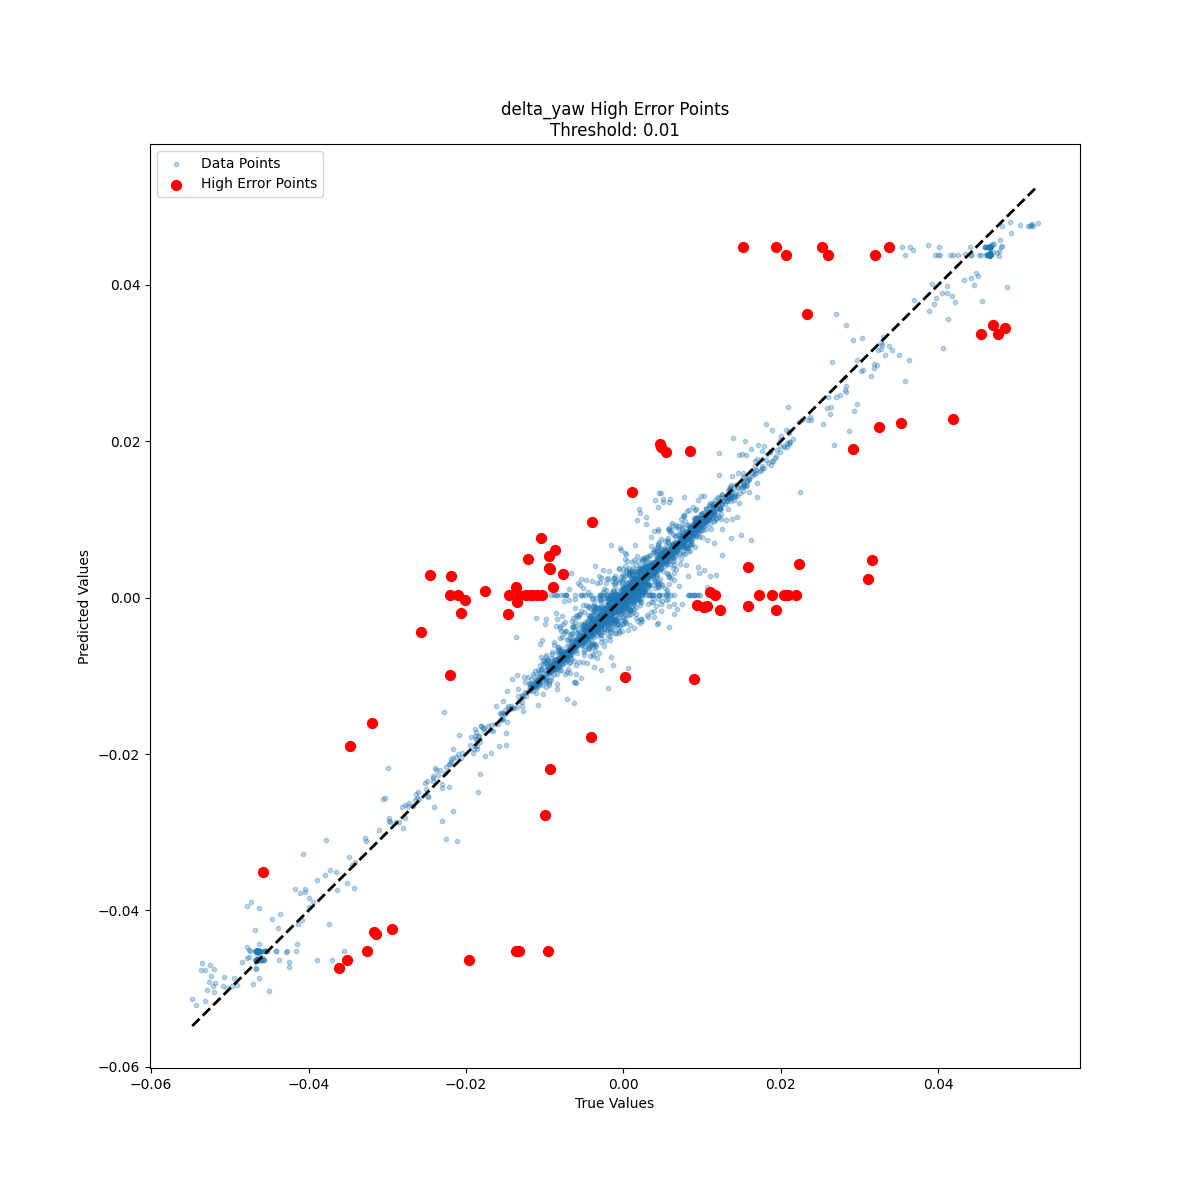 delta_yaw High Error Points
Threshold: 0.01
Data Points
High Error Points
0.04
0.02
0.00
−0.02
−0.04
−0.06
Predicted Values
−0.06
−0.04
−0.02
0.00
0.02
0.04
True Values